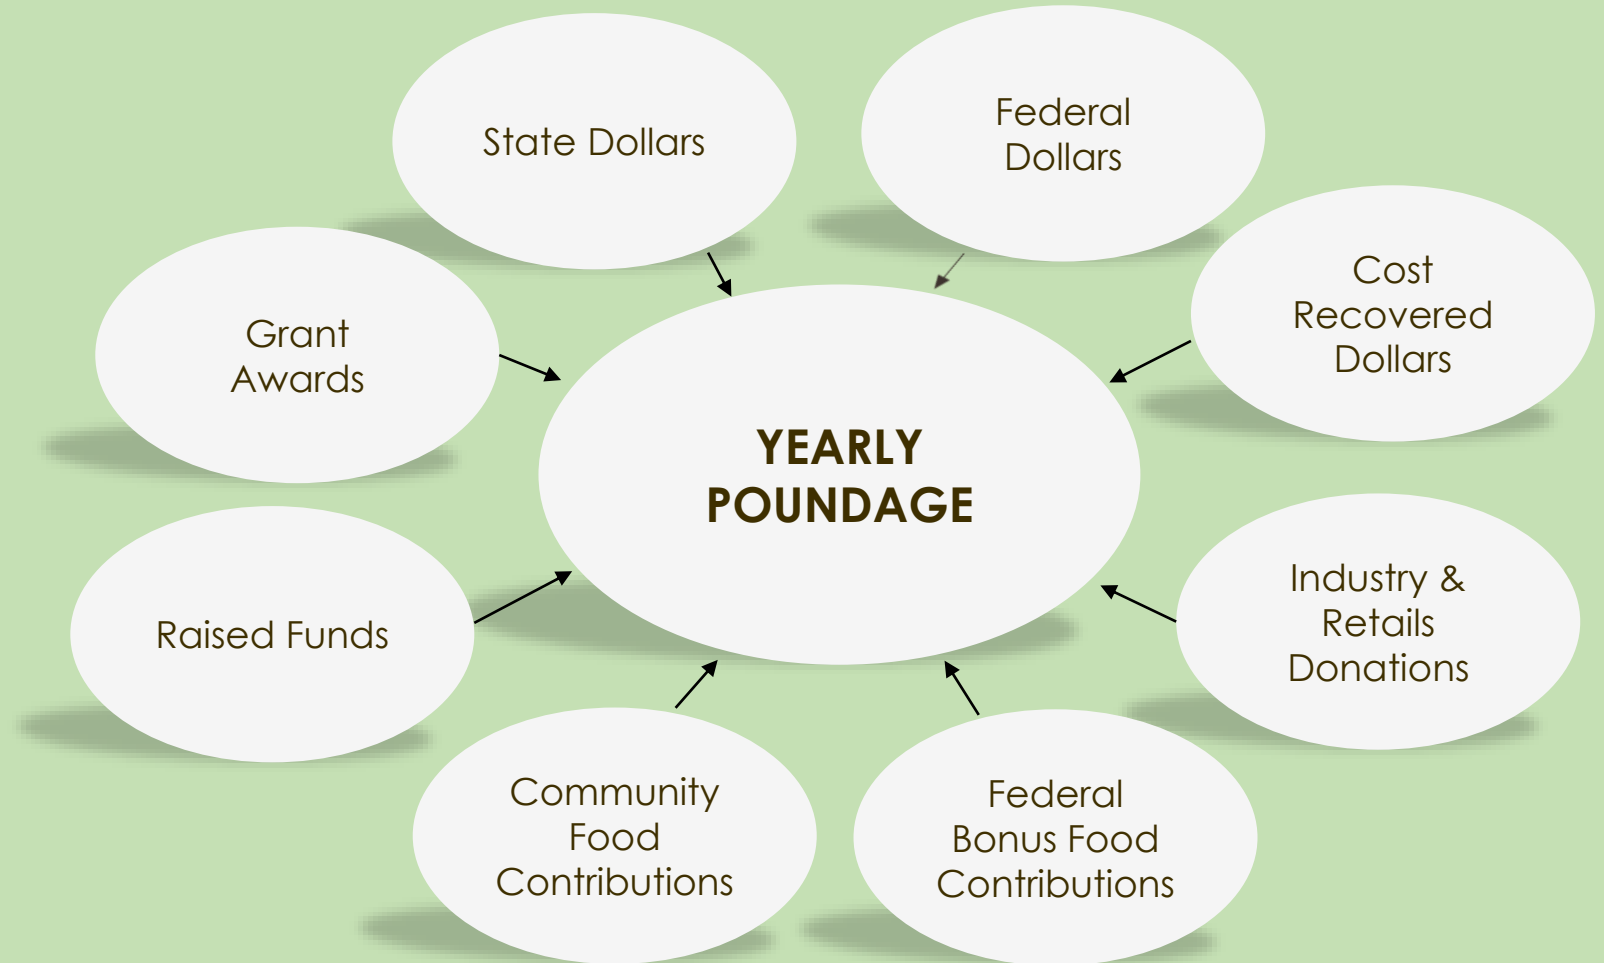 State Dollars
Federal
Dollars
Cost
Recovered
Dollars
Grant
Awards
YEARLY
POUNDAGE
Industry &
Retails
Donations
Raised Funds
Community
Food
Contributions
Federal
Bonus Food
Contributions